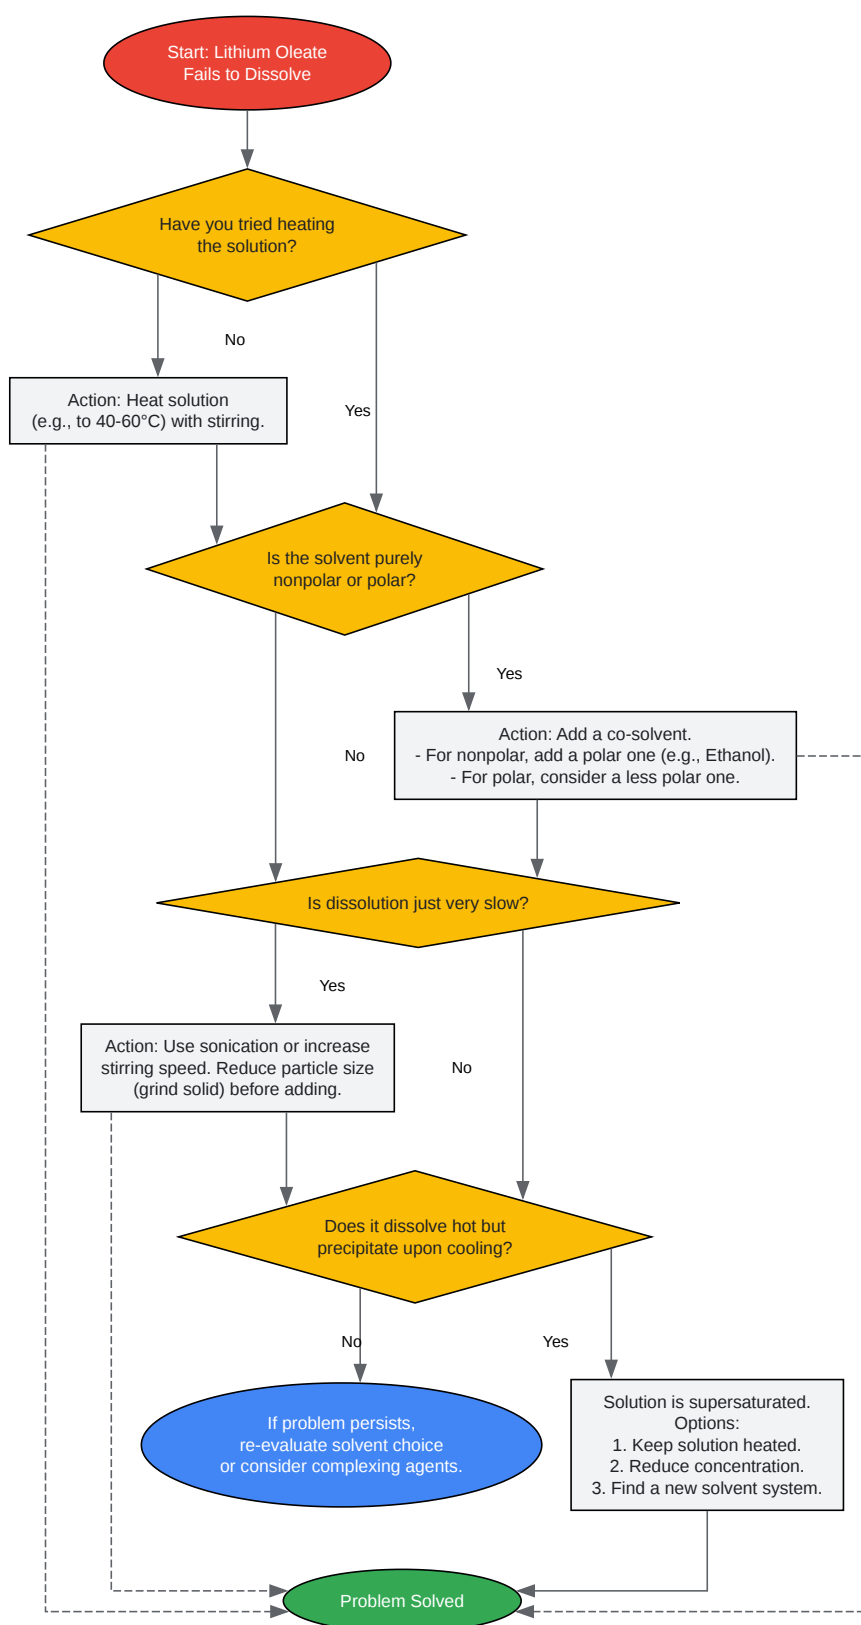 Start: Lithium Oleate
Fails to Dissolve
Have you tried heating
the solution?
No
Action: Heat solution
(e.g., to 40-60°C) with stirring.
Yes
Is the solvent purely
nonpolar or polar?
Yes
Action: Add a co-solvent.
- For nonpolar, add a polar one (e.g., Ethanol).
- For polar, consider a less polar one.
No
Is dissolution just very slow?
Yes
Action: Use sonication or increase
stirring speed. Reduce particle size
(grind solid) before adding.
No
Does it dissolve hot but
precipitate upon cooling?
No
Yes
If problem persists,
re-evaluate solvent choice
or consider complexing agents.
Solution is supersaturated.
Options:
1. Keep solution heated.
2. Reduce concentration.
3. Find a new solvent system.
Problem Solved